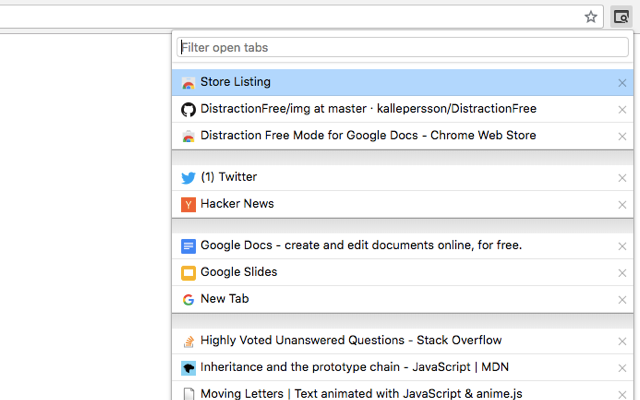 Filter open tabs
Store Listing
DistractionFree/img at master · kallepersson/DistractionFree
Distraction Free Mode for Google Docs - Chrome Web Store
(1) Twitter
Hacker News
Google Docs - create and edit documents online, for free.
Google Slides
New Tab
Highly Voted Unanswered Questions - Stack Overflow
Inheritance and the prototype chain - JavaScript | MDN
Moving Letters | Text animated with JavaScript & anime.js